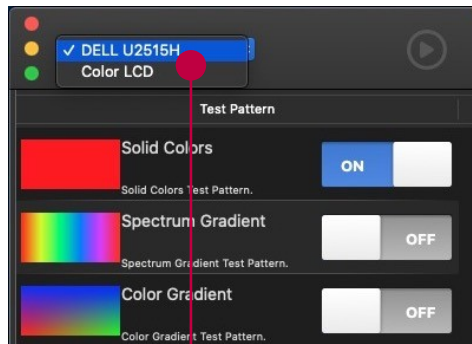 ✓ DELL U2515H
Color LCD
Test Pattern
Solid Colors
ON
Solid Colors Test Pattern.
Spectrum Gradient
OFF
Spectrum Gradient Test Pattern.
Color Gradient
OFF
Color Gradient Test Pattern.